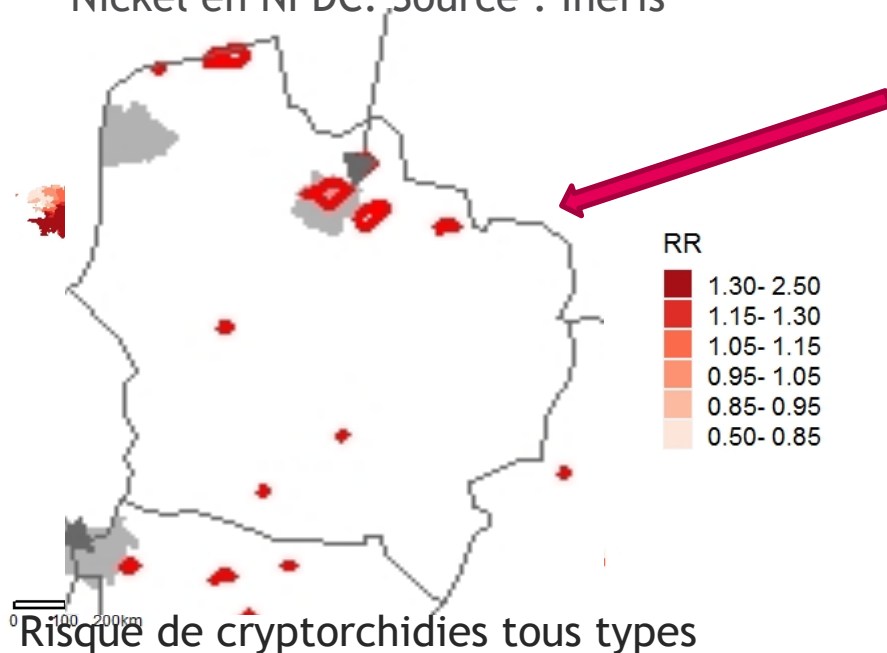 Nickel en NPDC. Source : Ineris
RR
1.30- 2.50
1.15- 1.30
1.05- 1.15
0.95- 1.05
0.85- 0.95
0.50- 0.85
0 100 200km
Risque de cryptorchidies tous types